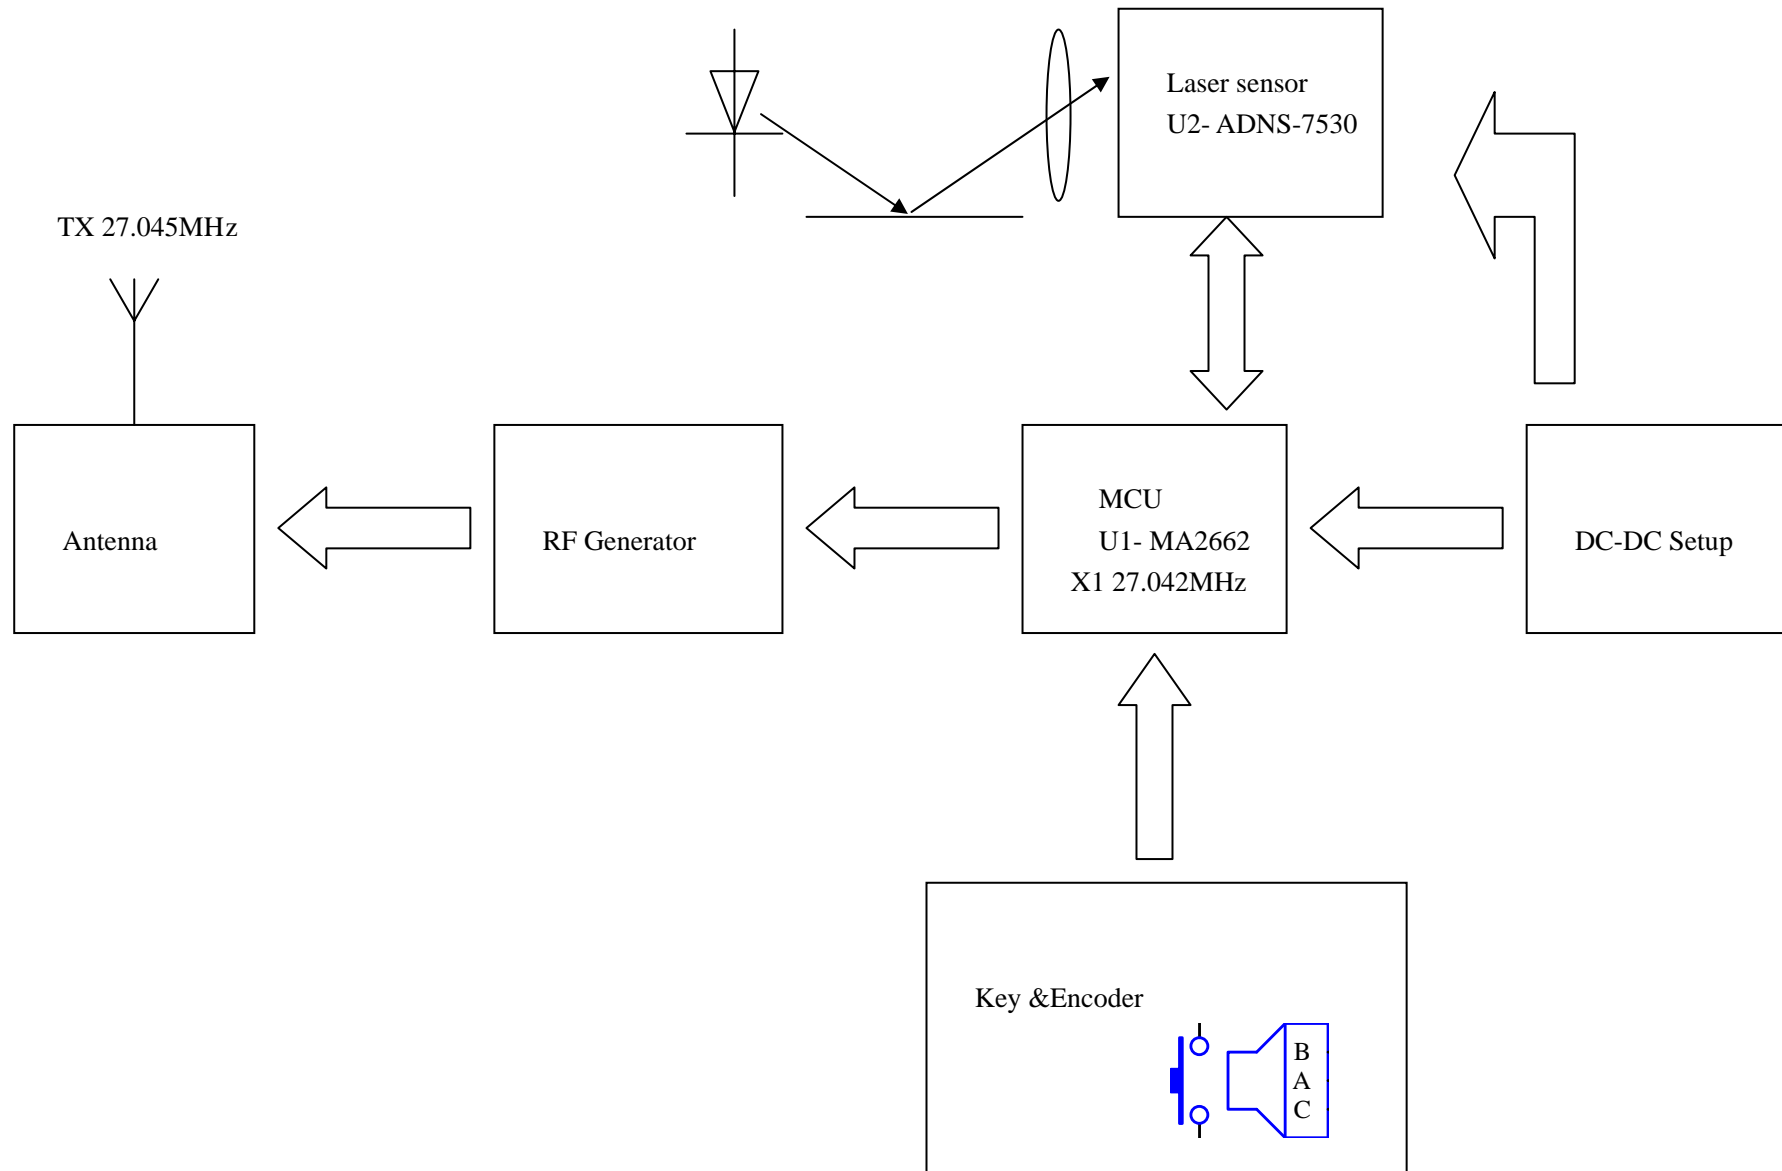 Laser sensor
U2- ADNS-7530
TX 27.045MHz
Antenna
RF Generator
MCU
U1- MA2662
X1 27.042MHz
DC-DC Setup
Key &Encoder
B
A
C